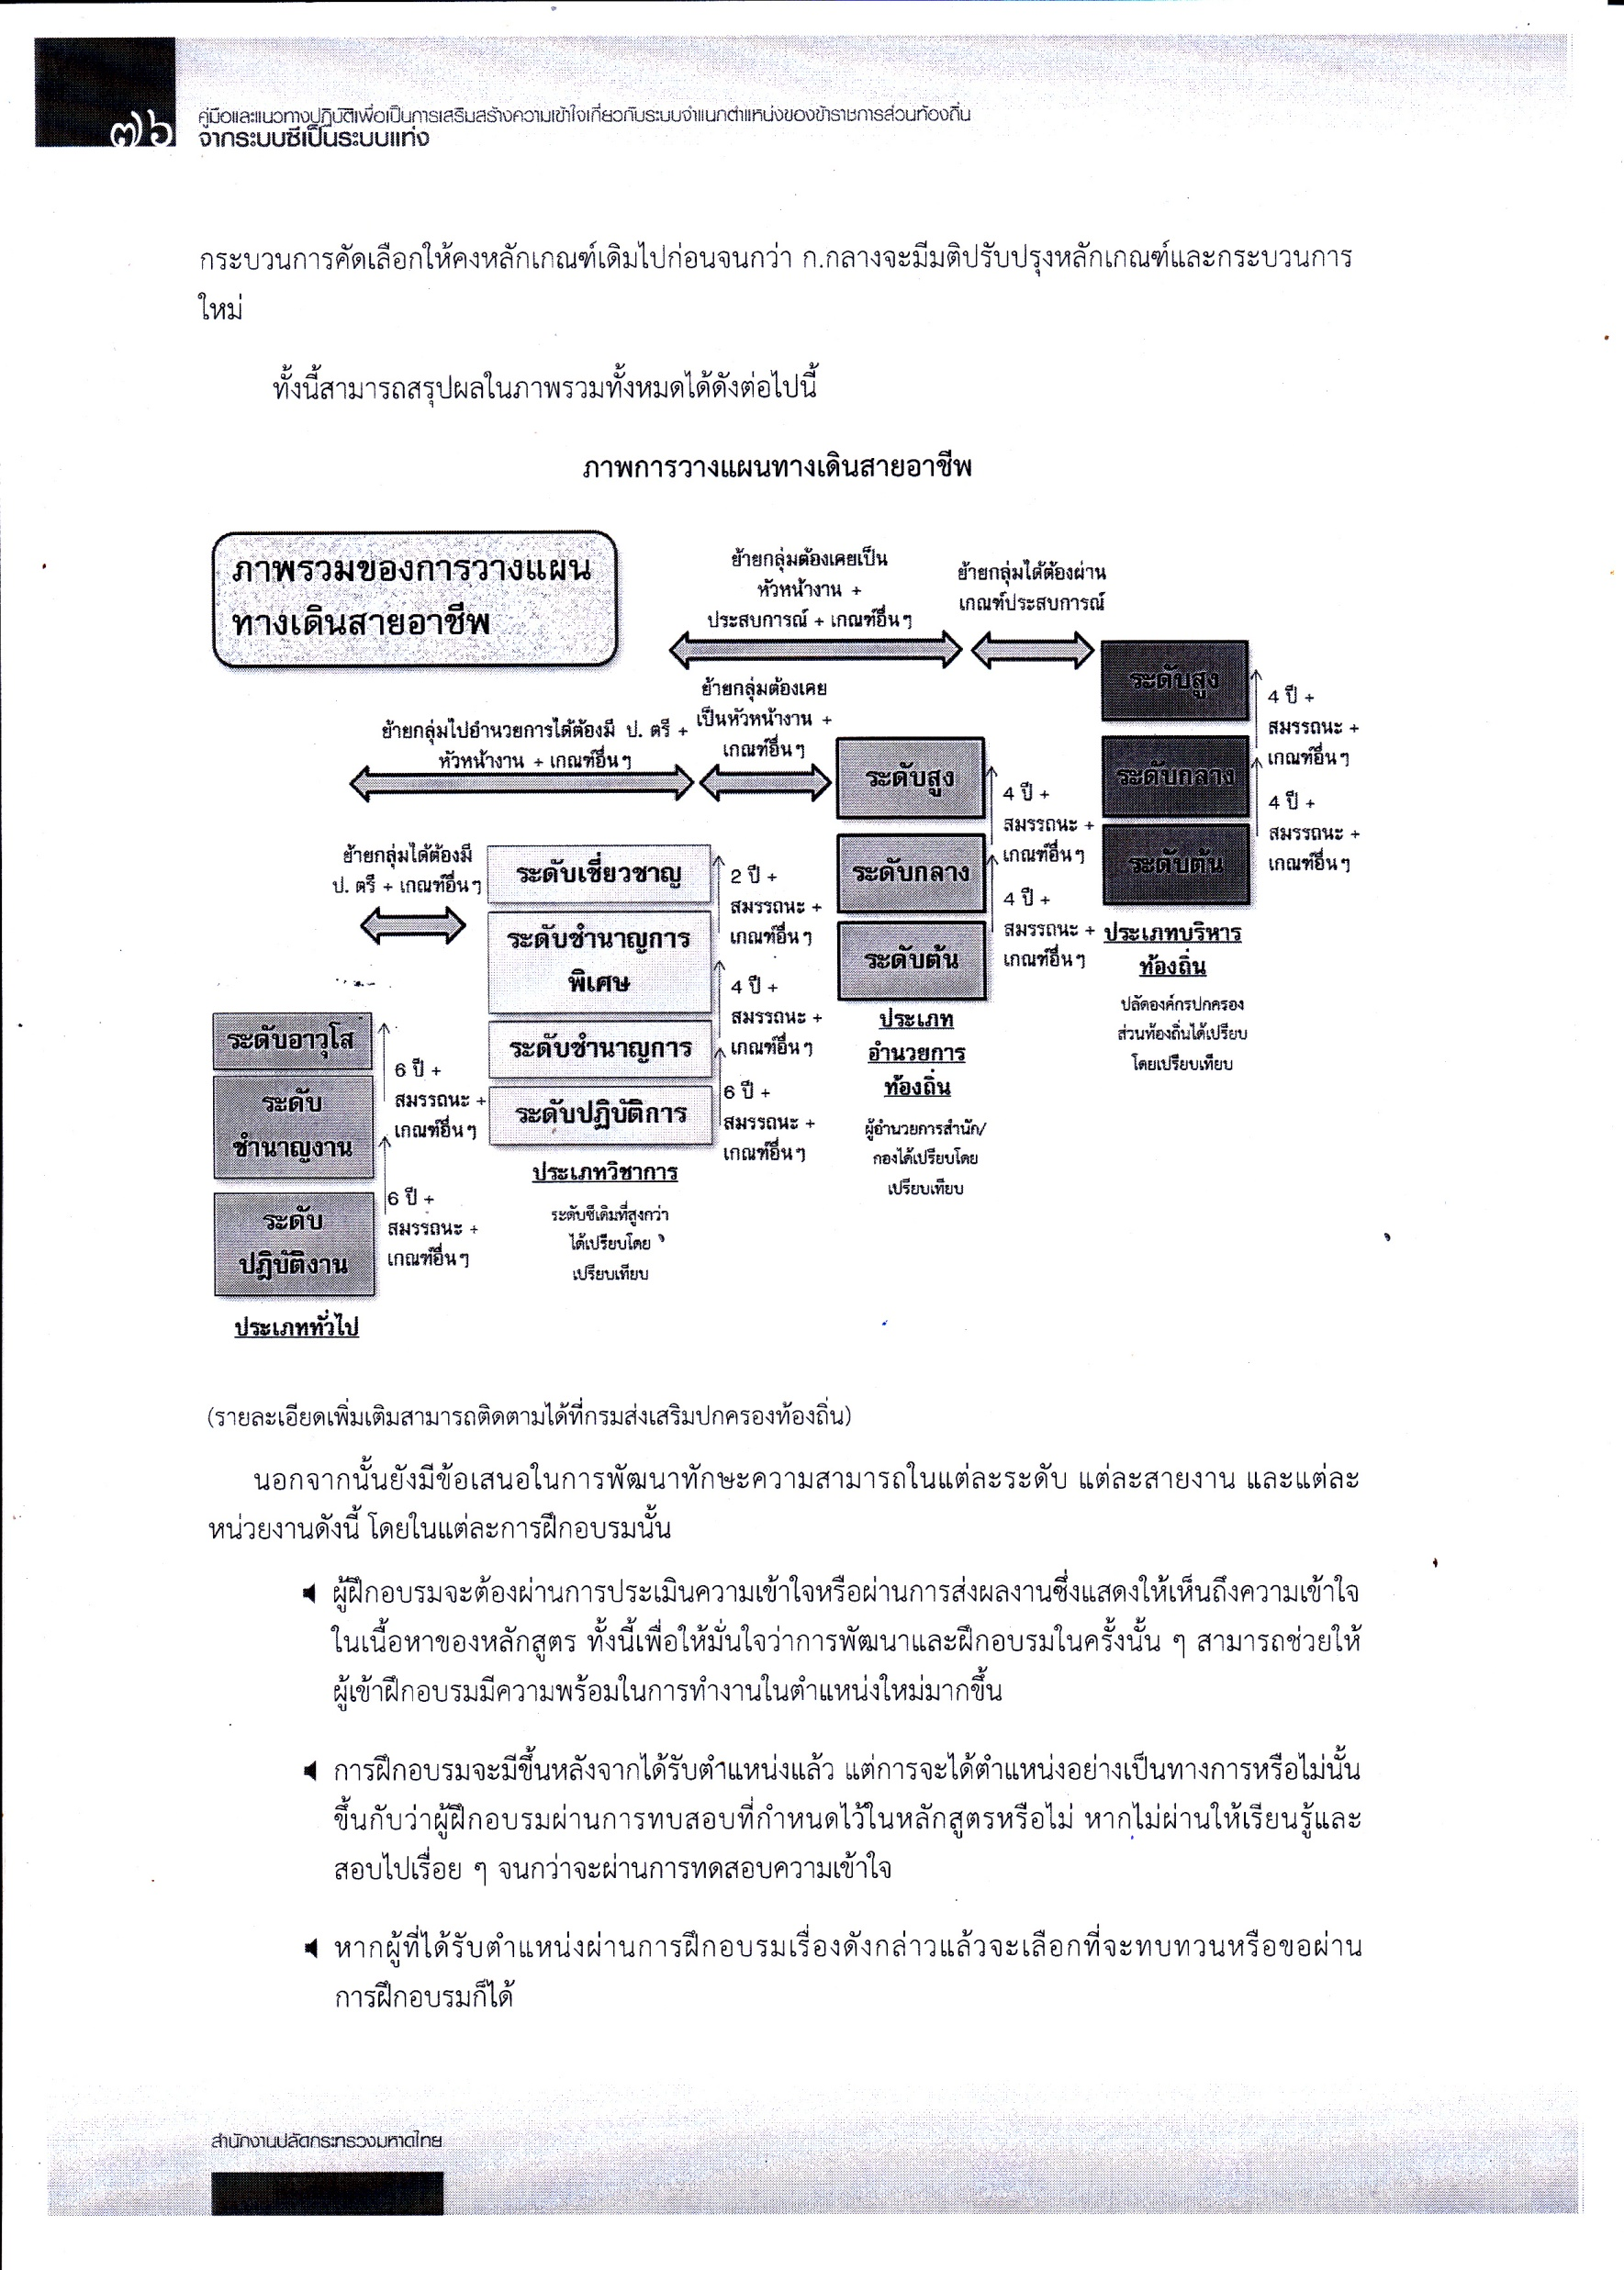 ๗๖
คู่มือและแนวทางปฏิบัติเพื่อเป็นการเสริมสร้างความเข้าใจเกี่ยวกับระบบจำแนกตำแหน่งของข้าราชการส่วนท้องถิ่น
จากระบบซีเป็นระบบแท่ง
กระบวนการคัดเลือกให้คงหลักเกณฑ์เดิมไปก่อนจนกว่า ก.กลางจะมีมติปรับปรุงหลักเกณฑ์และกระบวนการ
ใหม่
ทั้งนี้สามารถสรุปผลในภาพรวมทั้งหมดได้ดังต่อไปนี้
ภาพการวางแผนทางเดินสายอาชีพ
ภาพรวมของการวางแผน
ทางเดินสายอาชีพ
ย้ายกลุ่มต้องเคยเป็น
หัวหน้างาน +
ประสบการณ์ + เกณฑ์อื่นๆ
ย้ายกลุ่มได้ต้องผ่าน
เกณฑ์ประสบการณ์
ย้ายกลุ่มไปอำนวยการได้ต้องมี ป. ตรี +
หัวหน้างาน + เกณฑ์อื่นๆ
ย้ายกลุ่มต้องเคย
เป็นหัวหน้างาน +
เกณฑ์อื่นๆ
ย้ายกลุ่มได้ต้องมี
ป. ตรี + เกณฑ์อื่นๆ
ระดับอาวุโส
ระดับ
ชำนาญงาน
ระดับ
ปฏิบัติงาน
ประเภททั่วไป
6 ปี +
สมรรถนะ +
เกณฑ์อื่นๆ
6 ปี +
สมรรถนะ +
เกณฑ์อื่นๆ
ระดับเชี่ยวชาญ
ระดับชำนาญการ
พิเศษ
ระดับชำนาญการ
ระดับปฏิบัติการ
ประเภทวิชาการ
ระดับซีเดิมที่สูงกว่า
ได้เปรียบโดย
เปรียบเทียบ
2 ปี +
สมรรถนะ +
เกณฑ์อื่นๆ
4 ปี +
สมรรถนะ +
เกณฑ์อื่นๆ
6 ปี +
สมรรถนะ +
เกณฑ์อื่นๆ
ระดับสูง
ระดับกลาง
ระดับต้น
ประเภท
อำนวยการ
ท้องถิ่น
ผู้อำนวยการสำนัก/
กองได้เปรียบโดย
เปรียบเทียบ
4 ปี +
สมรรถนะ +
เกณฑ์อื่นๆ
4 ปี +
สมรรถนะ +
เกณฑ์อื่นๆ
ระดับสูง
ระดับกลาง
ระดับต้น
ประเภทบริหาร
ท้องถิ่น
ปลัดองค์กรปกครอง
ส่วนท้องถิ่นได้เปรียบ
โดยเปรียบเทียบ
4 ปี +
สมรรถนะ +
เกณฑ์อื่นๆ
4 ปี +
สมรรถนะ +
เกณฑ์อื่นๆ
(รายละเอียดเพิ่มเติมสามารถติดตามได้ที่กรมส่งเสริมปกครองท้องถิ่น)
นอกจากนั้นยังมีข้อเสนอในการพัฒนาทักษะความสามารถในแต่ละระดับ แต่ละสายงาน และแต่ละ
หน่วยงานดังนี้ โดยในแต่ละการฝึกอบรมนั้น
ผู้ฝึกอบรมจะต้องผ่านการประเมินความเข้าใจหรือผ่านการส่งผลงานซึ่งแสดงให้เห็นถึงความเข้าใจ
ในเนื้อหาของหลักสูตร ทั้งนี้เพื่อให้มั่นใจว่าการพัฒนาและฝึกอบรมในครั้งนั้น ๆ สามารถช่วยให้
ผู้เข้าฝึกอบรมมีความพร้อมในการทำงานในตำแหน่งใหม่มากขึ้น
การฝึกอบรมจะมีขึ้นหลังจากได้รับตำแหน่งแล้ว แต่การจะได้ตำแหน่งอย่างเป็นทางการหรือไม่นั้น
ขึ้นกับว่าผู้ฝึกอบรมผ่านการทบสอบที่กำหนดไว้ในหลักสูตรหรือไม่ หากไม่ผ่านให้เรียนรู้และ
สอบไปเรื่อย ๆ จนกว่าจะผ่านการทดสอบความเข้าใจ
หากผู้ที่ได้รับตำแหน่งผ่านการฝึกอบรมเรื่องดังกล่าวแล้วจะเลือกที่จะทบทวนหรือขอผ่าน
การฝึกอบรมก็ได้
สำนักงานปลัดกระทรวงมหาดไทย